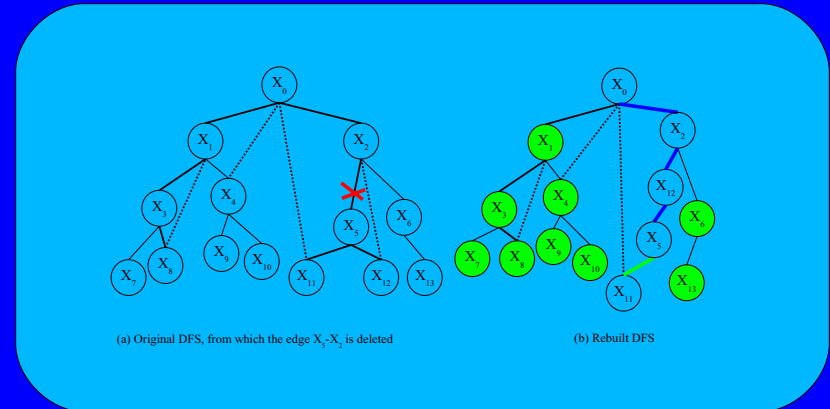 X₀ X₀
X₁ X₂ X₁ X₂
X₃ X₄ X₅ X₆ X₃ X₄ X₁₂ X₆
X₇ X₈ X₉ X₁₀ X₁₁ X₁₂ X₁₃ X₇ X₈ X₉ X₁₀ X₅ X₁₁ X₁₃
(a) Original DFS, from which the edge X₅-X₂ is deleted
(b) Rebuilt DFS